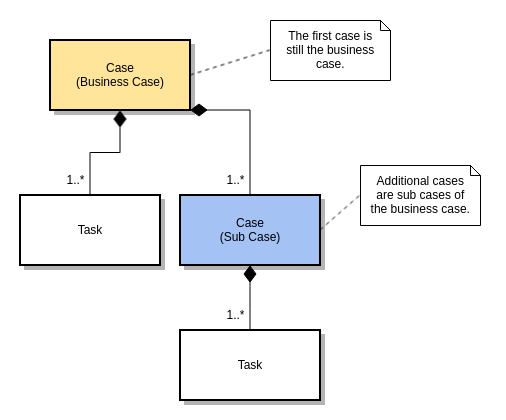 The first case is
still the business
case.
Case
(Business Case)
1..*
1..*
Additional cases
are sub cases of
the business case.
Task
Case
(Sub Case)
1..*
Task